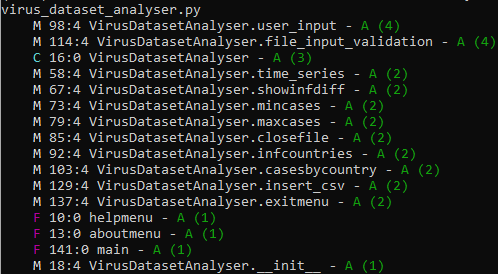 virus_dataset_analyser.py
M 98:4 VirusDatasetAnalyser.user_input - A (4)
M 114:4 VirusDatasetAnalyser.file_input_validation - A (4)
C 16:0 VirusDatasetAnalyser - A (3)
M 58:4 VirusDatasetAnalyser.time_series - A (2)
M 67:4 VirusDatasetAnalyser.showinfdiff - A (2)
M 73:4 VirusDatasetAnalyser.mincases - A (2)
M 79:4 VirusDatasetAnalyser.maxcases - A (2)
M 85:4 VirusDatasetAnalyser.closefile - A (2)
M 92:4 VirusDatasetAnalyser.infcountries - A (2)
M 103:4 VirusDatasetAnalyser.casesbycountry - A (2)
M 129:4 VirusDatasetAnalyser.insert_csv - A (2)
M 137:4 VirusDatasetAnalyser.exitmenu - A (2)
F 10:0 helpmenu - A (1)
F 13:0 aboutmenu - A (1)
F 141:0 main - A (1)
M 18:4 VirusDatasetAnalyser.__init__ - A (1)